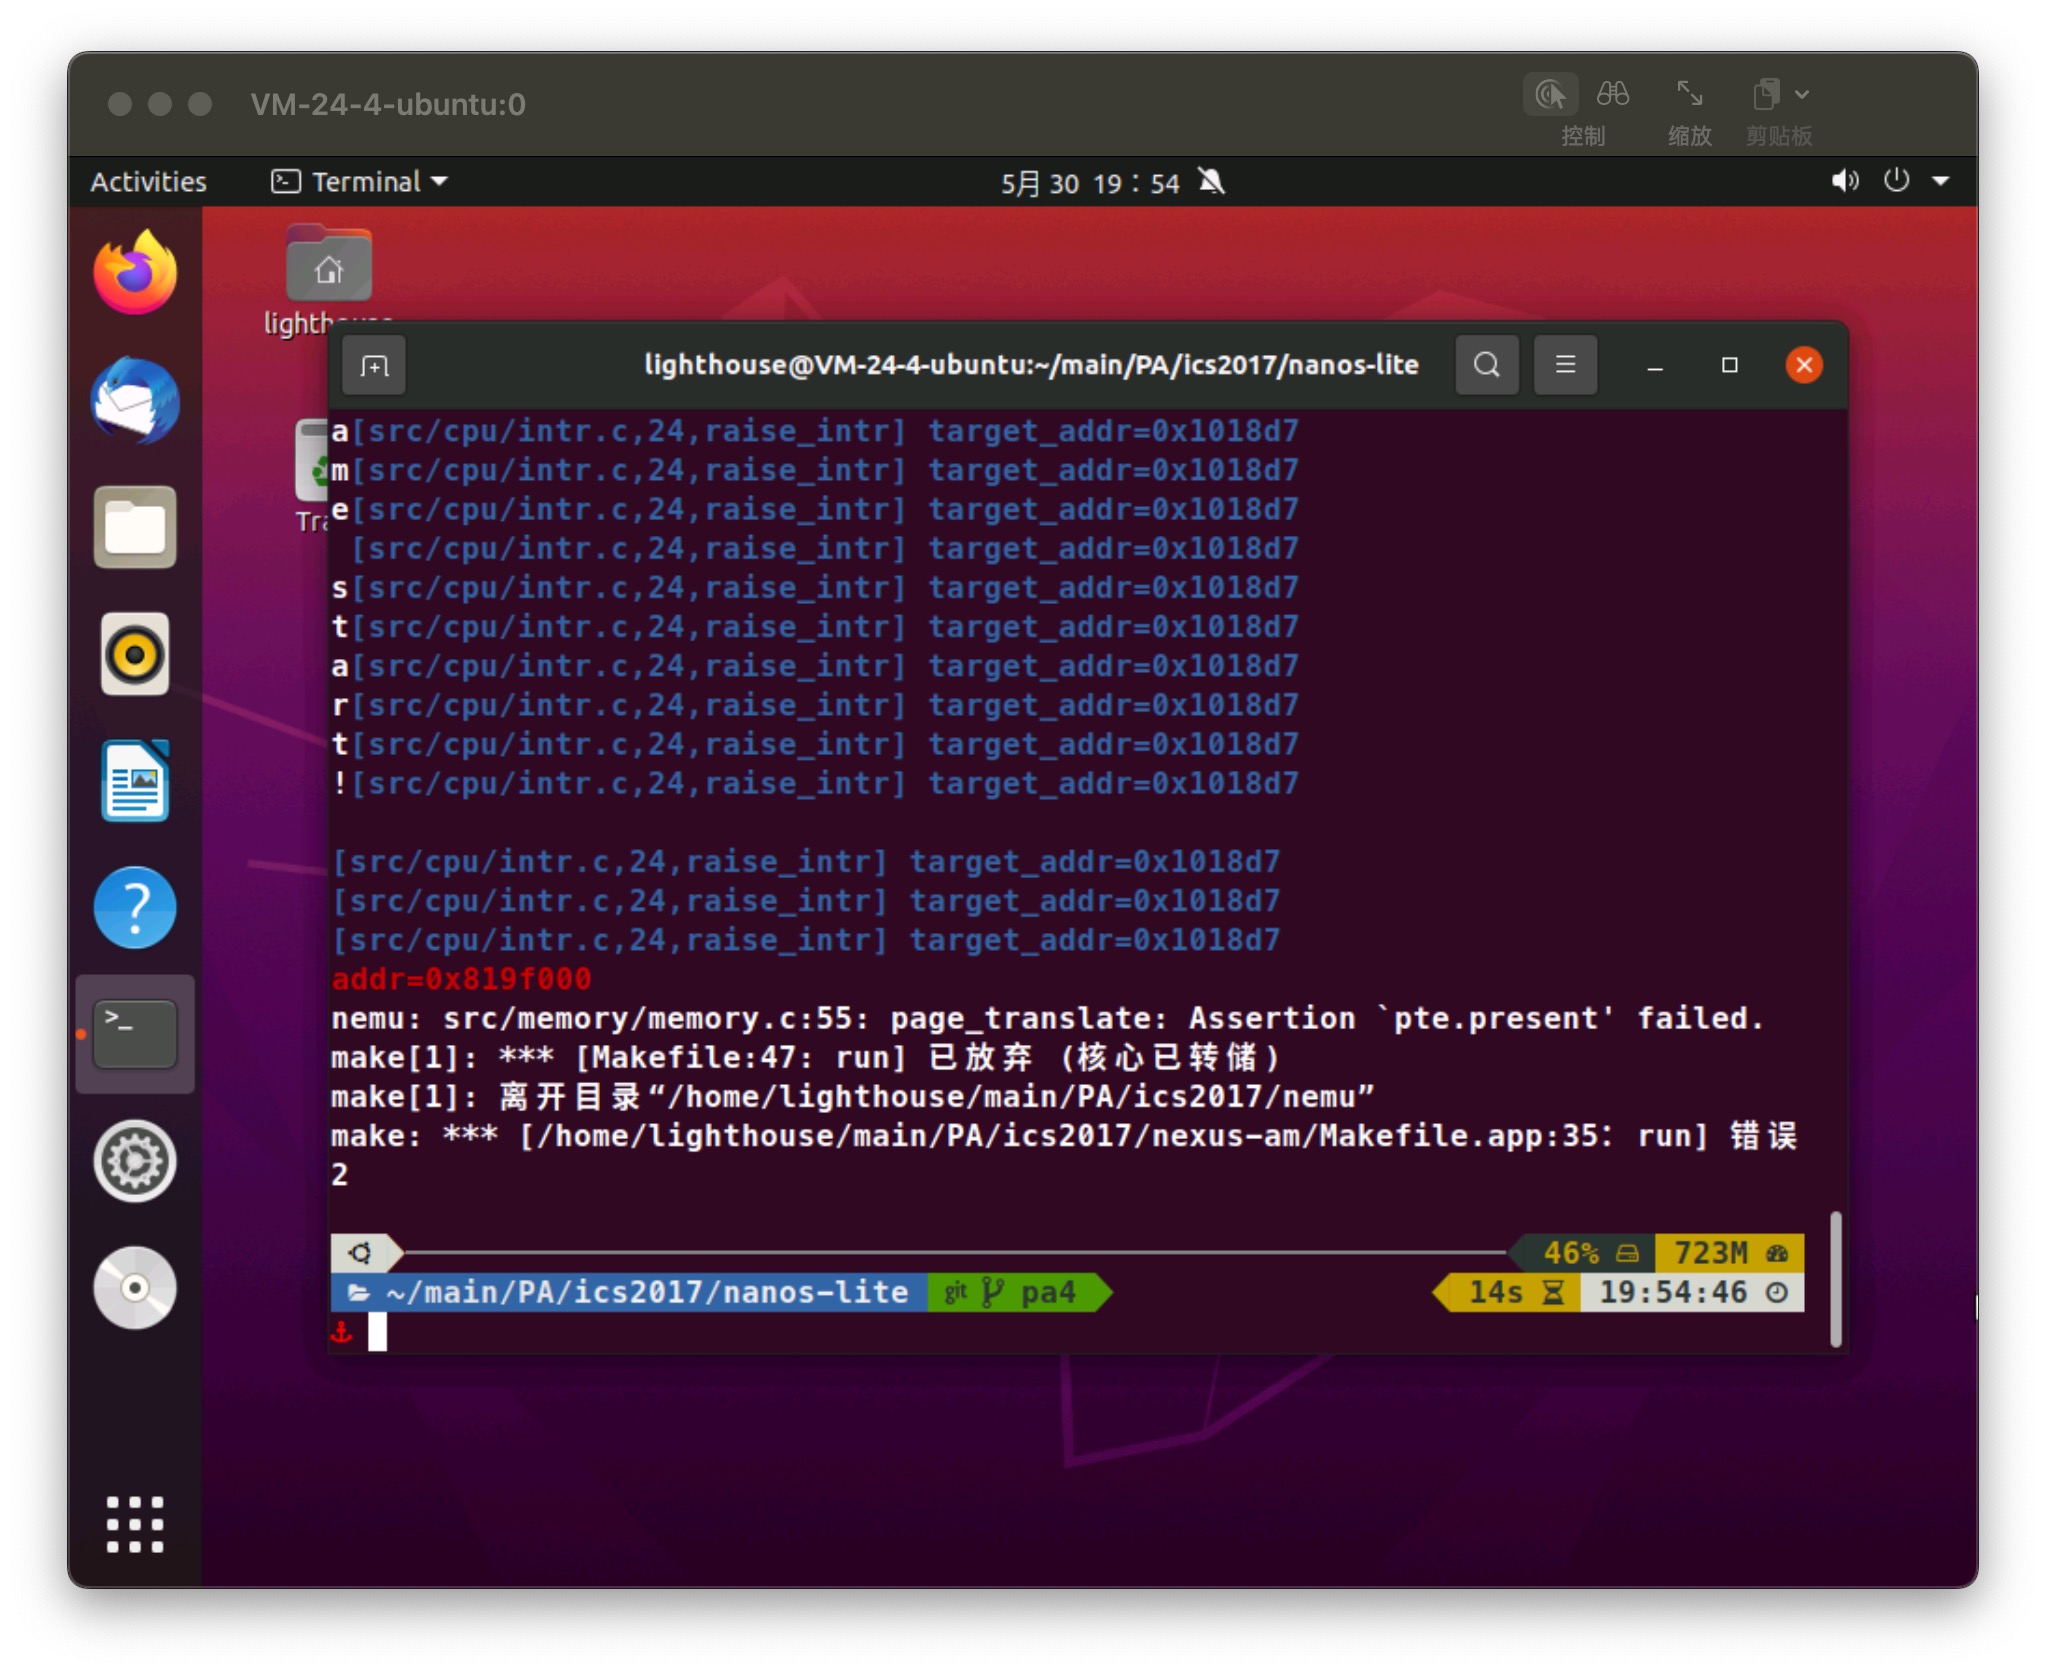 VM-24-4-ubuntu:0
控制
缩放
剪贴板
Activities
Terminal
5月 30 19：54
lighthouse@VM-24-4-ubuntu:~/main/PA/ics2017/nanos-lite
a[src/cpu/intr.c,24,raise_intr] target_addr=0x1018d7
m[src/cpu/intr.c,24,raise_intr] target_addr=0x1018d7
e[src/cpu/intr.c,24,raise_intr] target_addr=0x1018d7
 [src/cpu/intr.c,24,raise_intr] target_addr=0x1018d7
s[src/cpu/intr.c,24,raise_intr] target_addr=0x1018d7
t[src/cpu/intr.c,24,raise_intr] target_addr=0x1018d7
a[src/cpu/intr.c,24,raise_intr] target_addr=0x1018d7
r[src/cpu/intr.c,24,raise_intr] target_addr=0x1018d7
t[src/cpu/intr.c,24,raise_intr] target_addr=0x1018d7
![src/cpu/intr.c,24,raise_intr] target_addr=0x1018d7
[src/cpu/intr.c,24,raise_intr] target_addr=0x1018d7
[src/cpu/intr.c,24,raise_intr] target_addr=0x1018d7
[src/cpu/intr.c,24,raise_intr] target_addr=0x1018d7
addr=0x819f000
nemu: src/memory/memory.c:55: page_translate: Assertion `pte.present' failed.
make[1]: *** [Makefile:47: run] 已放弃 (核心已转储)
make[1]: 离开目录“/home/lighthouse/main/PA/ics2017/nemu”
make: *** [/home/lighthouse/main/PA/ics2017/nexus-am/Makefile.app:35: run] 错误
2
46% 723M
~/main/PA/ics2017/nanos-lite git pa4 14s 19:54:46